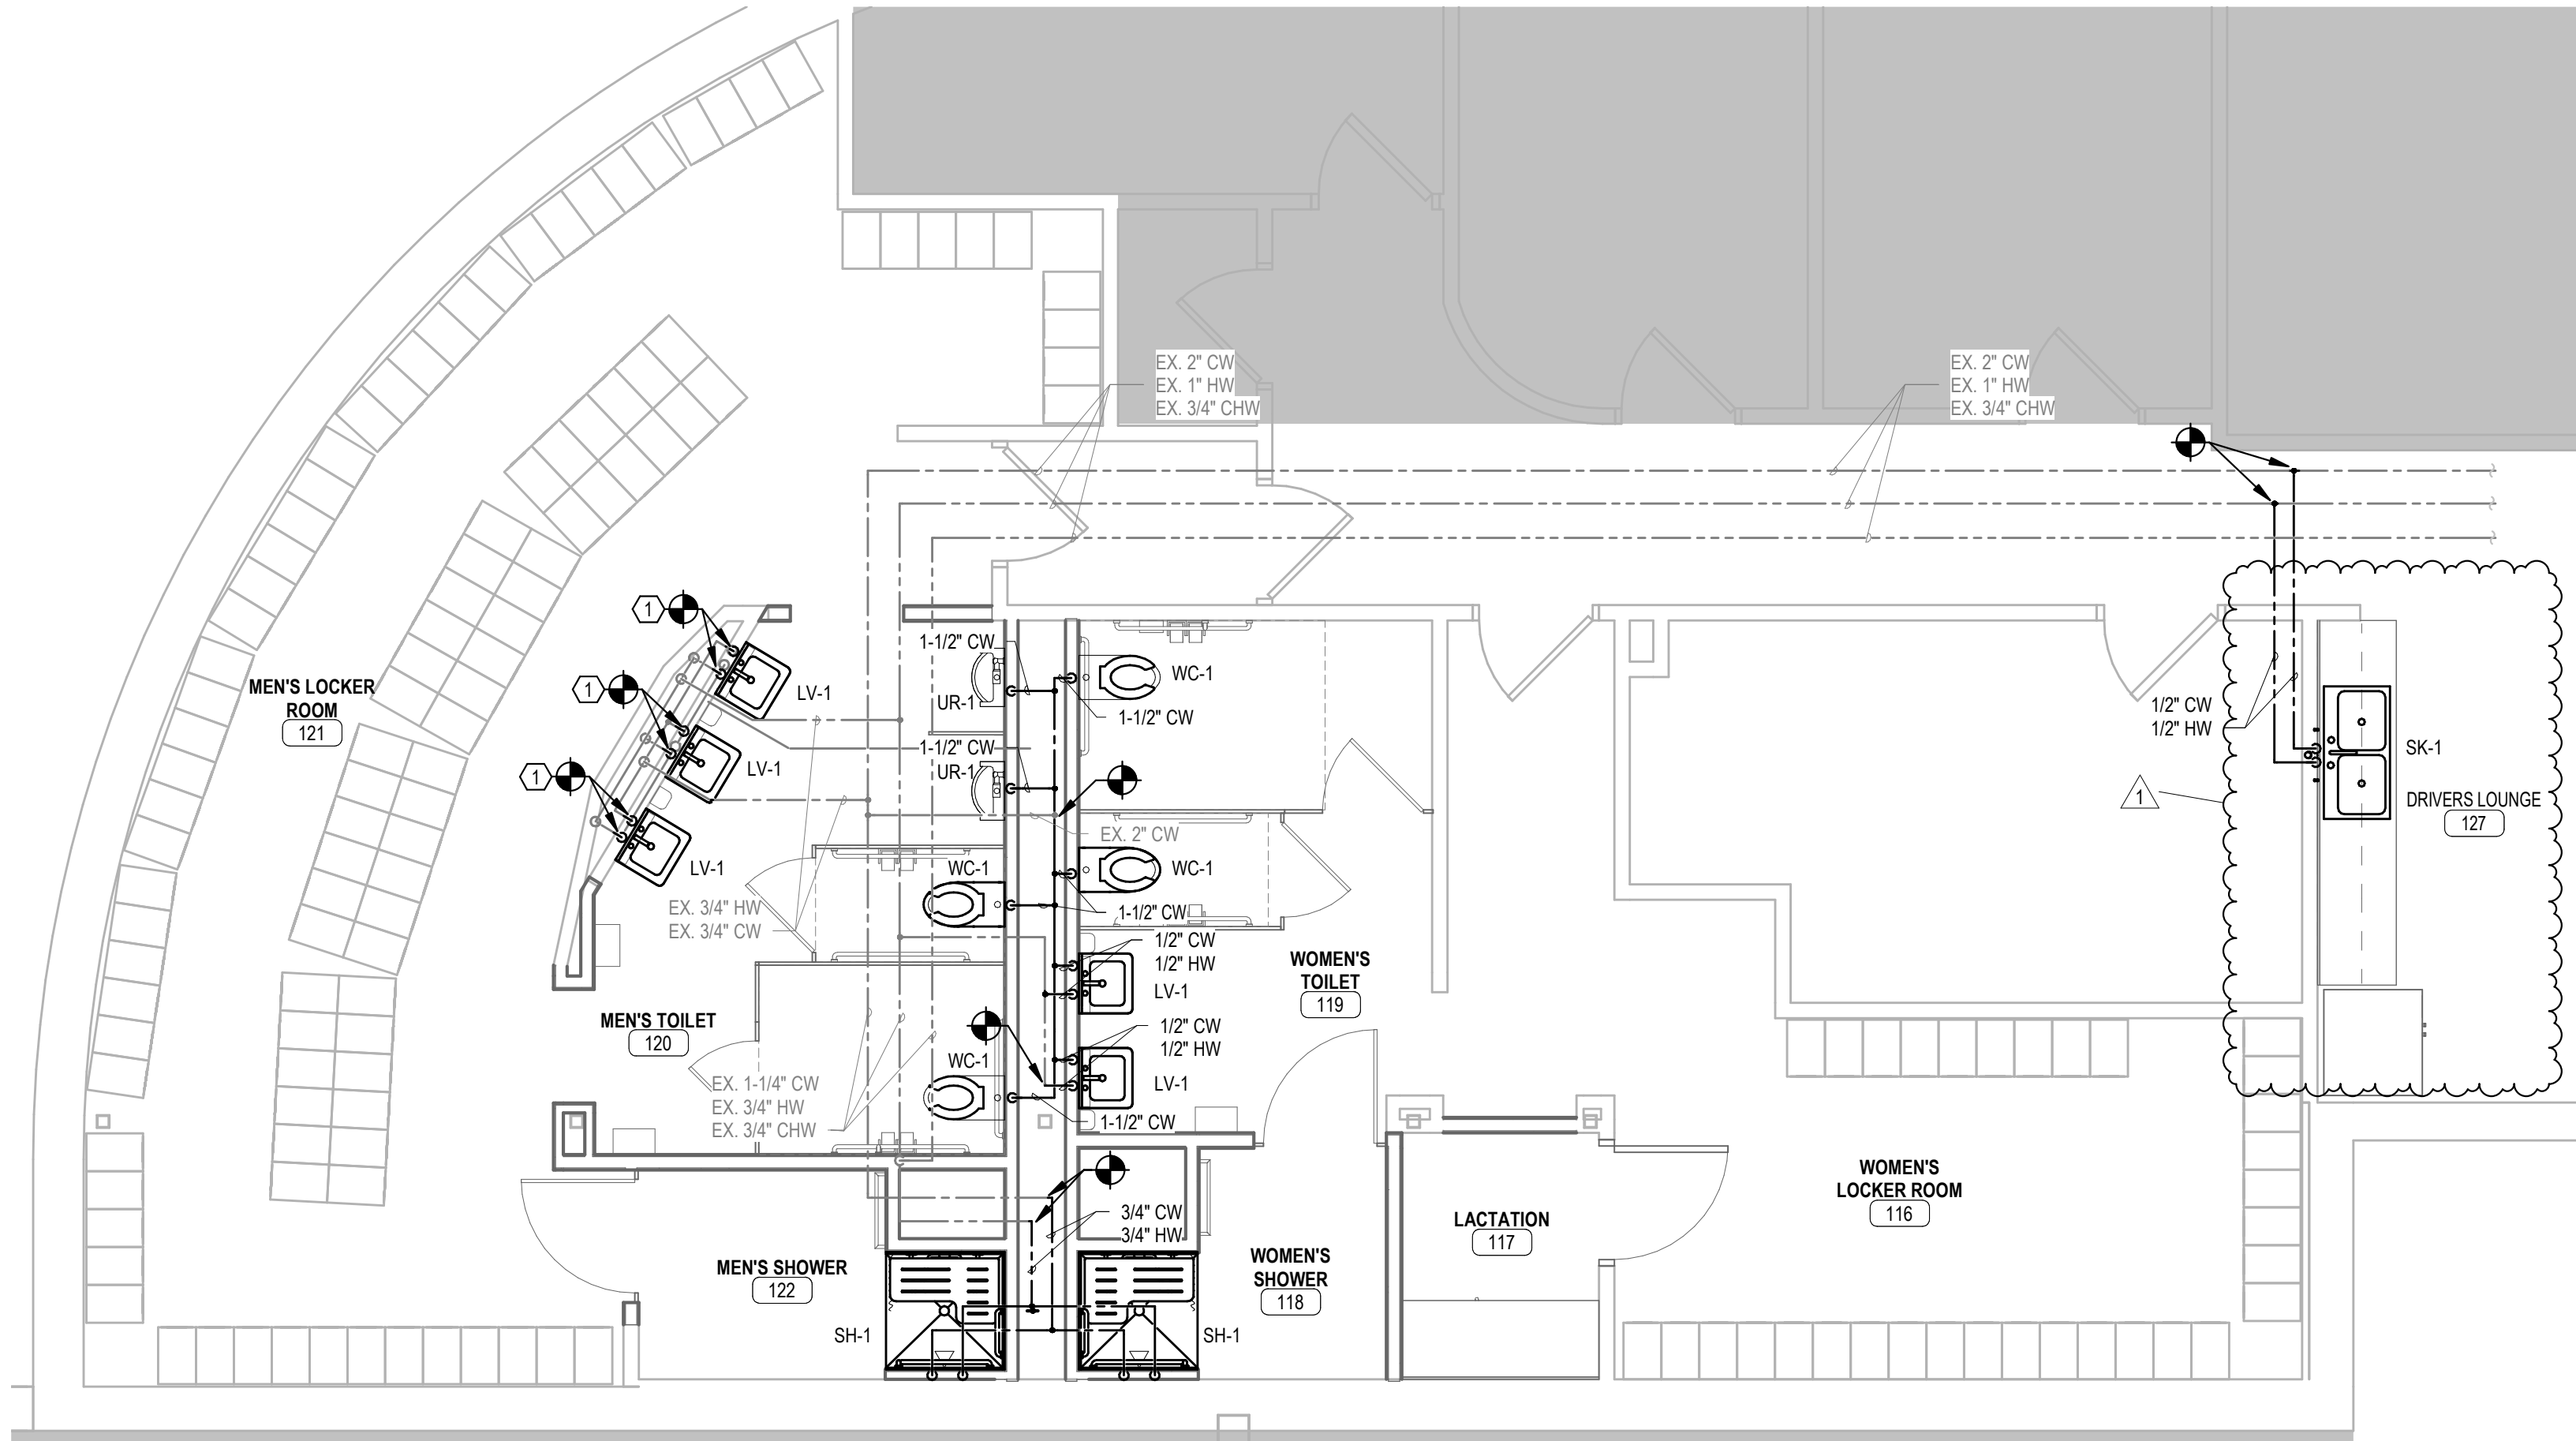 EX. 2" CW
EX. 1" HW
EX. 3/4" CHW
EX. 2" CW
EX. 1" HW
EX. 3/4" CHW
1
1
1
LV-1
LV-1
LV-1
MEN'S LOCKER
ROOM
121
1-1/2" CW
UR-1
1-1/2" CW
UR-1
WC-1
1-1/2" CW
EX. 2" CW
WC-1
WC-1
1-1/2" CW
EX. 3/4" HW
EX. 3/4" CW
1/2" CW
1/2" HW
LV-1
WOMEN'S
TOILET
119
MEN'S TOILET
120
1/2" CW
1/2" HW
WC-1
LV-1
1-1/2" CW
EX. 1-1/4" CW
EX. 3/4" HW
EX. 3/4" CHW
1/2" CW
1/2" HW
SK-1
1
DRIVERS LOUNGE
127
3/4" CW
3/4" HW
MEN'S SHOWER
122
WOMEN'S
SHOWER
118
LACTATION
117
WOMEN'S
LOCKER ROOM
116
SH-1
SH-1